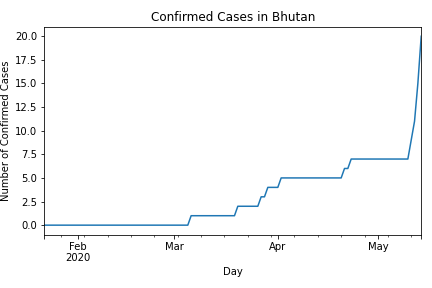 Confirmed Cases in Bhutan
20.0
17.5
15.0
12.5
10.0
7.5
5.0
2.5
0.0
Number of Confirmed Cases
Feb Mar Apr May
2020
Day